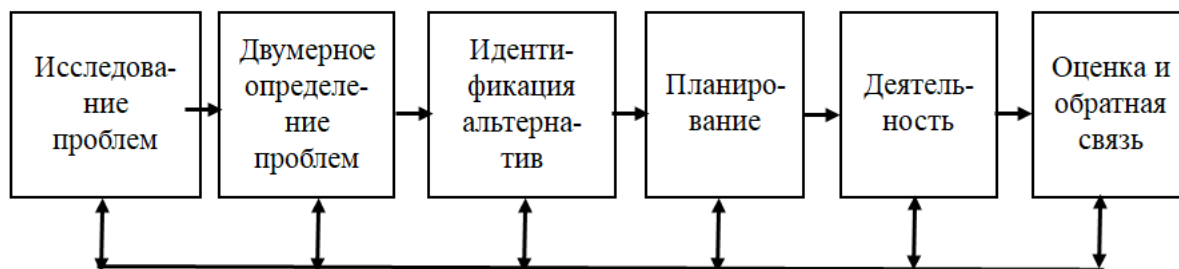 Исследова-
ние
проблем
Двумерное
определе-
ние
проблем
Иденти-
фикация
альтерна-
тив
Планиро-
вание
Деятель-
ность
Оценка и
обратная
связь